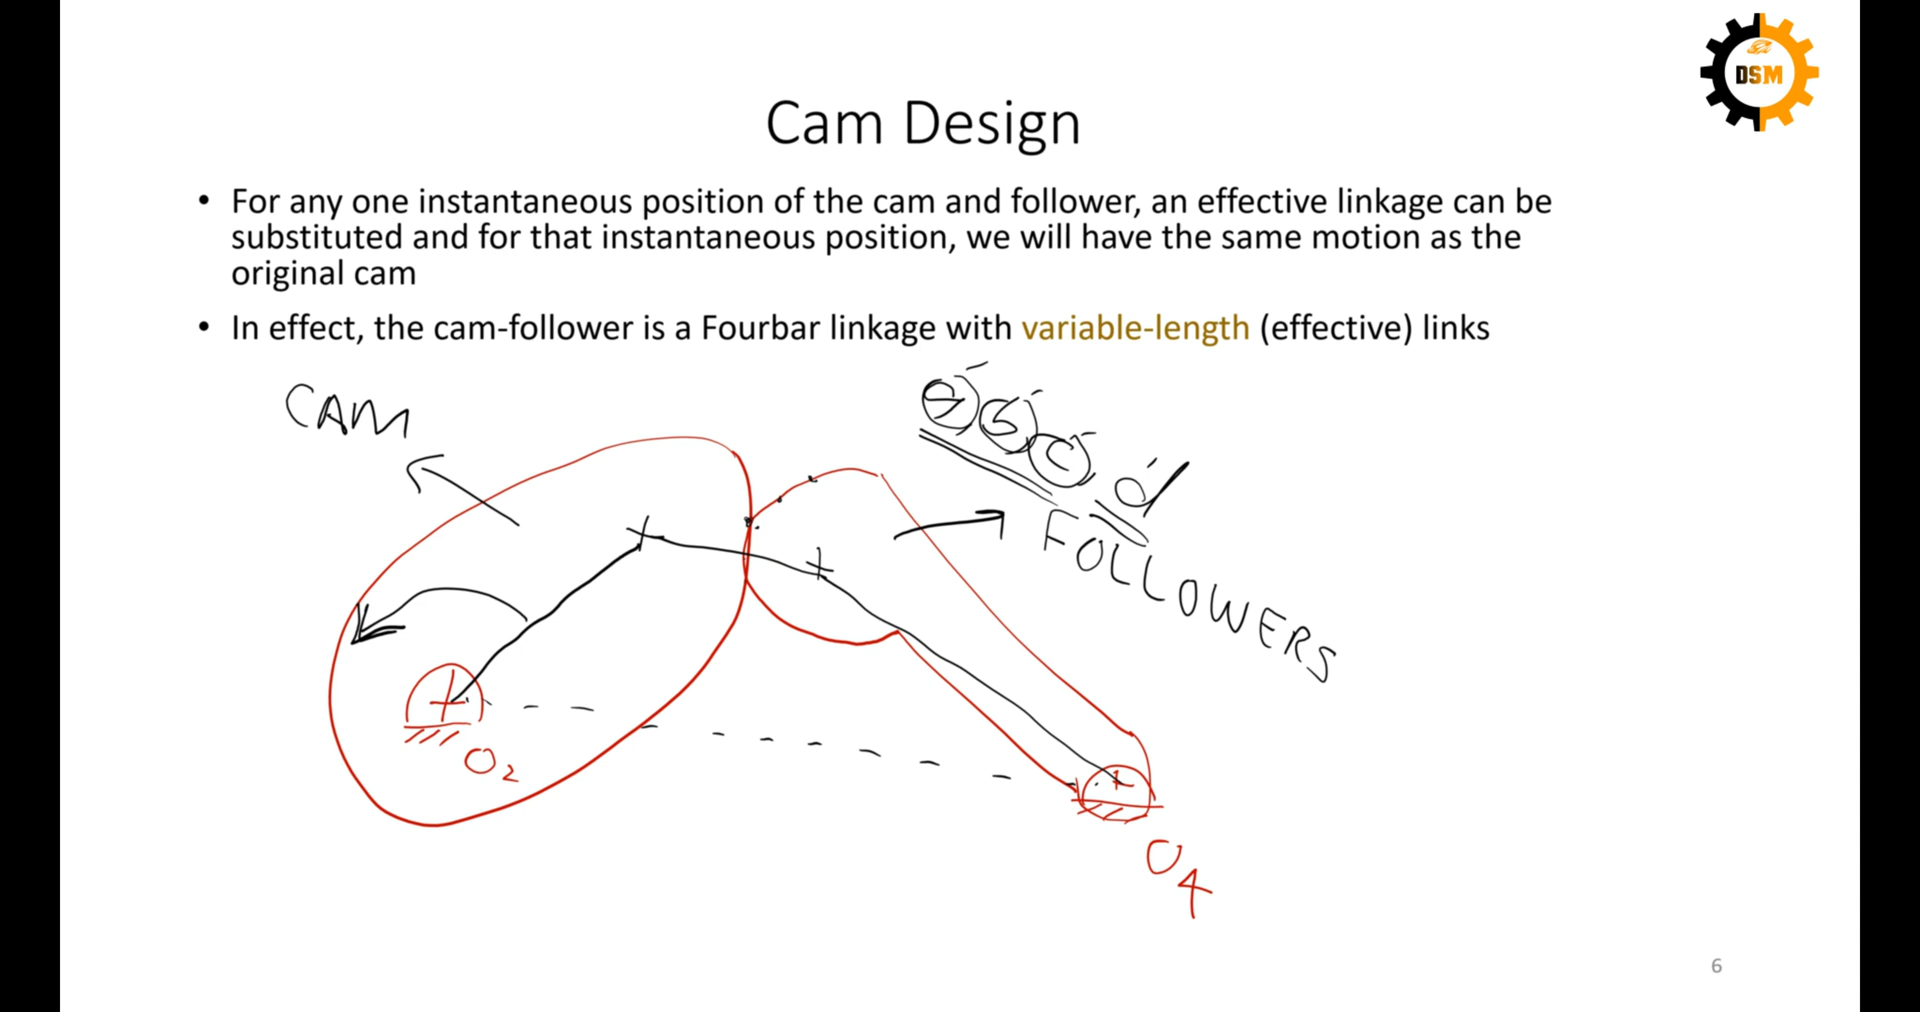 DSM
Cam Design
• For any one instantaneous position of the cam and follower, an effective linkage can be
substituted and for that instantaneous position, we will have the same motion as the
original cam
• In effect, the cam-follower is a Fourbar linkage with variable-length (effective) links
CAM
FOLLOWERS
O2
O4
6